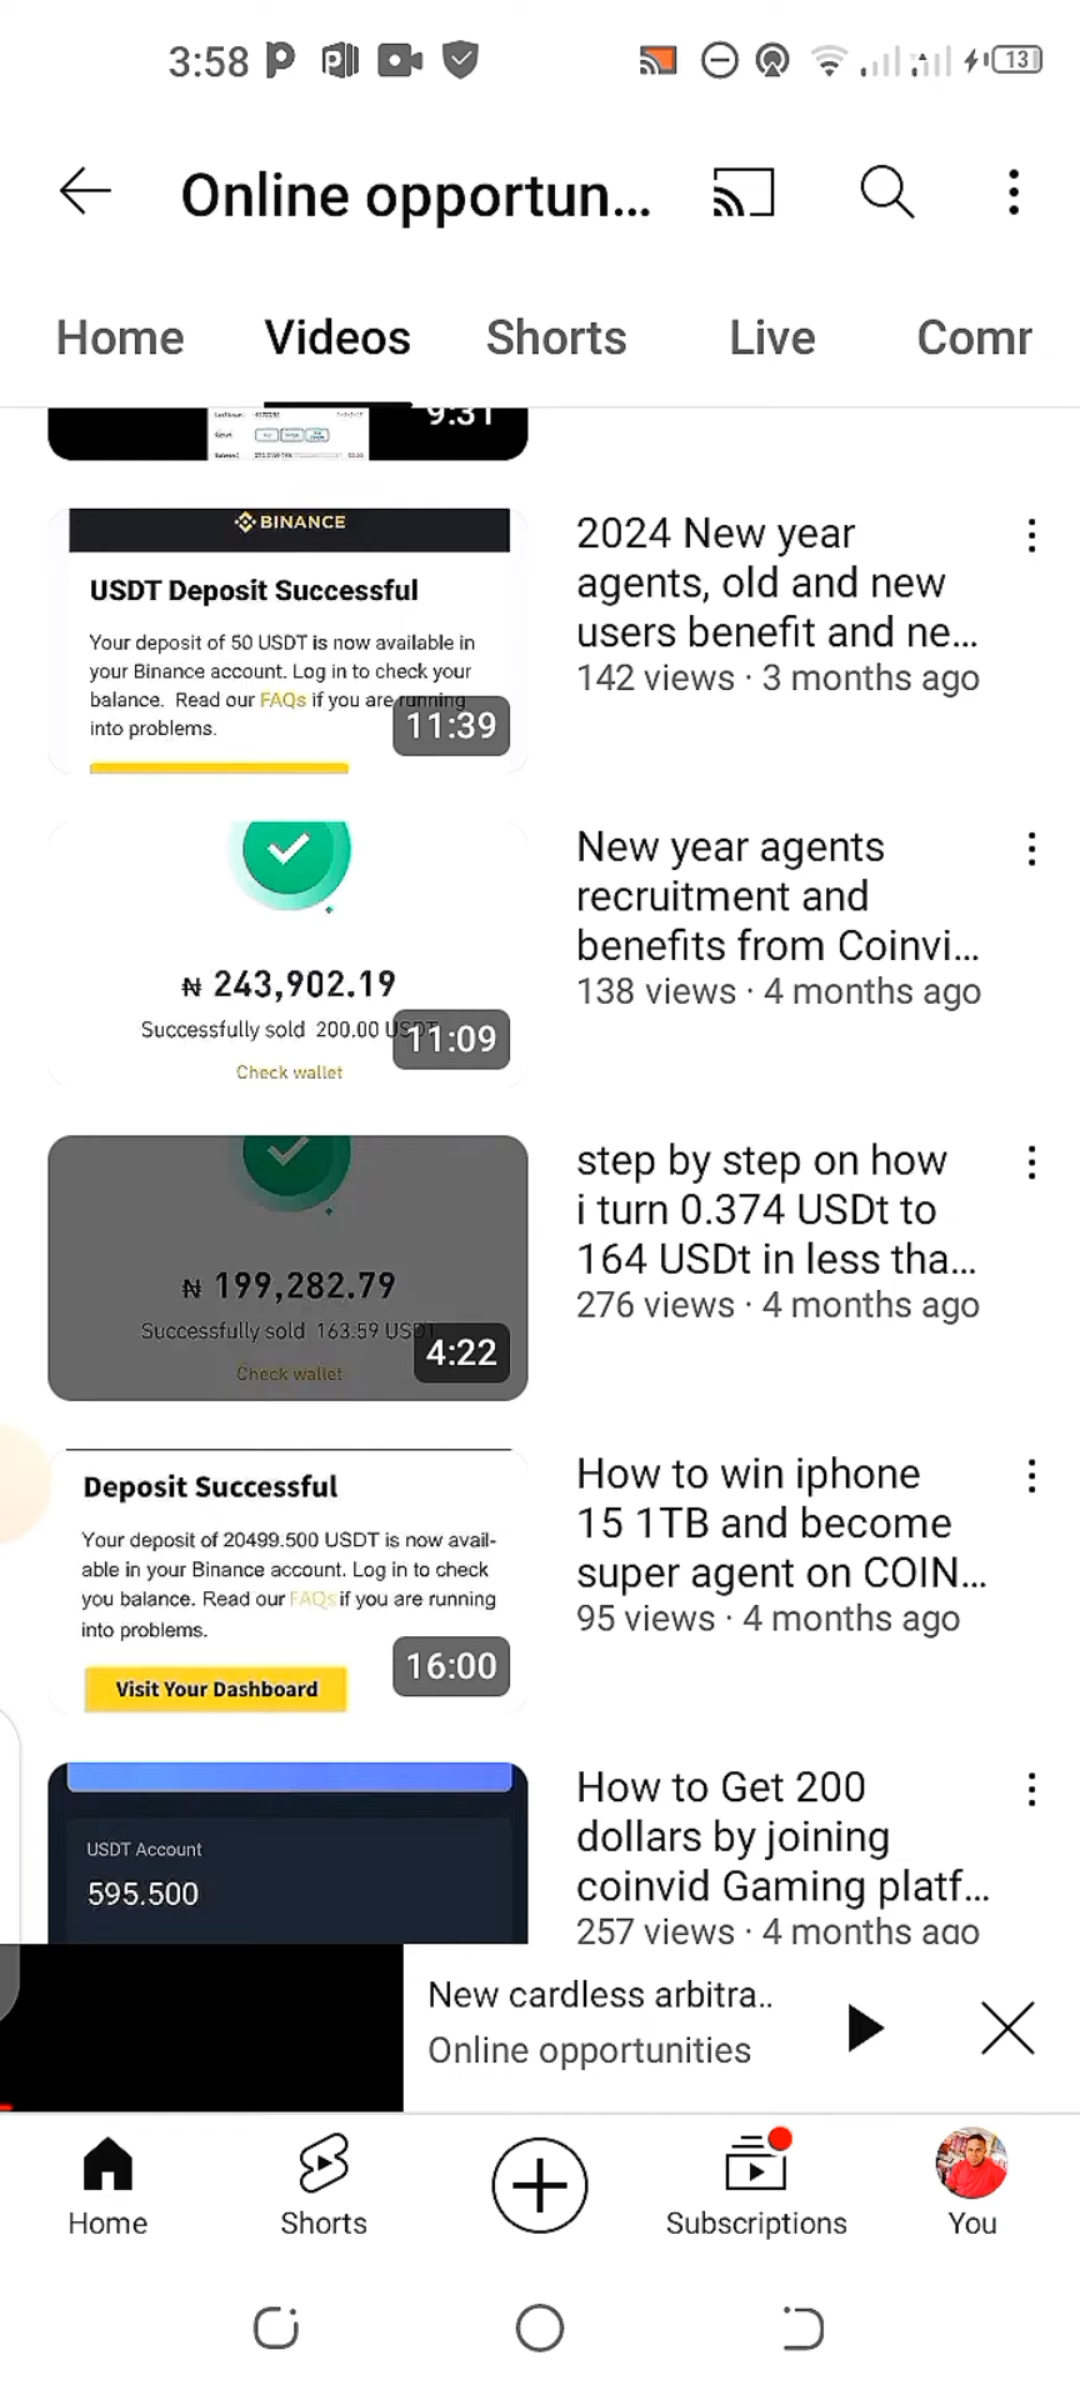 3:58
13
Online opportun...
Home Videos Shorts Live Comr
9:31
BINANCE
USDT Deposit Successful
Your deposit of 50 USDT is now available in
your Binance account. Log in to check your
balance. Read our FAQs if you are running
into problems.
11:39
2024 New year
agents, old and new
users benefit and ne...
142 views · 3 months ago
₦ 243,902.19
Successfully sold 200.00 USDT
Check wallet
11:09
New year agents
recruitment and
benefits from Coinvi...
138 views · 4 months ago
₦ 199,282.79
Successfully sold 163.59 USDT
Check wallet
4:22
step by step on how
i turn 0.374 USDt to
164 USDt in less tha...
276 views · 4 months ago
Deposit Successful
Your deposit of 20499.500 USDT is now avail-
able in your Binance account. Log in to check
you balance. Read our FAQs if you are running
into problems.
Visit Your Dashboard
16:00
How to win iphone
15 1TB and become
super agent on COIN...
95 views · 4 months ago
USDT Account
595.500
How to Get 200
dollars by joining
coinvid Gaming platf...
257 views · 4 months ago
New cardless arbitra..
Online opportunities
Home Shorts Subscriptions You